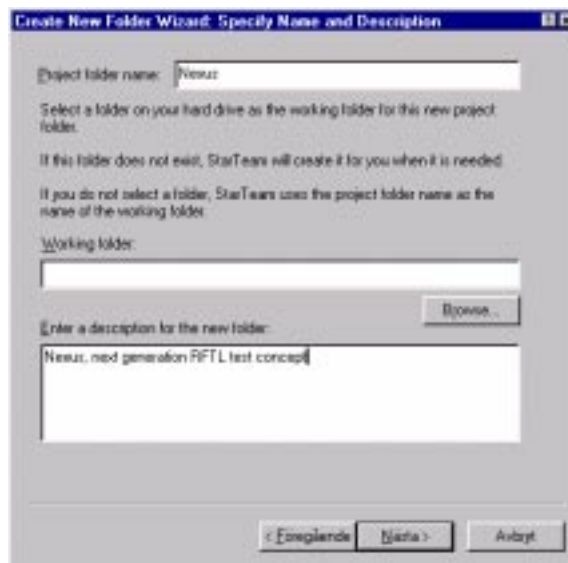 Create New Folder Wizard: Specify Name and Description
Project folder name: Nexus
Select a folder on your hard drive as the working folder for this new project
folder.
If this folder does not exist, StarTeam will create it for you when it is needed.
If you do not select a folder, StarTeam uses the project folder name as the
name of the working folder.
Working folder:
Browse...
Enter a description for the new folder:
Nexus, next generation RFTL test concept
< Föregående Nästa > Avbryt